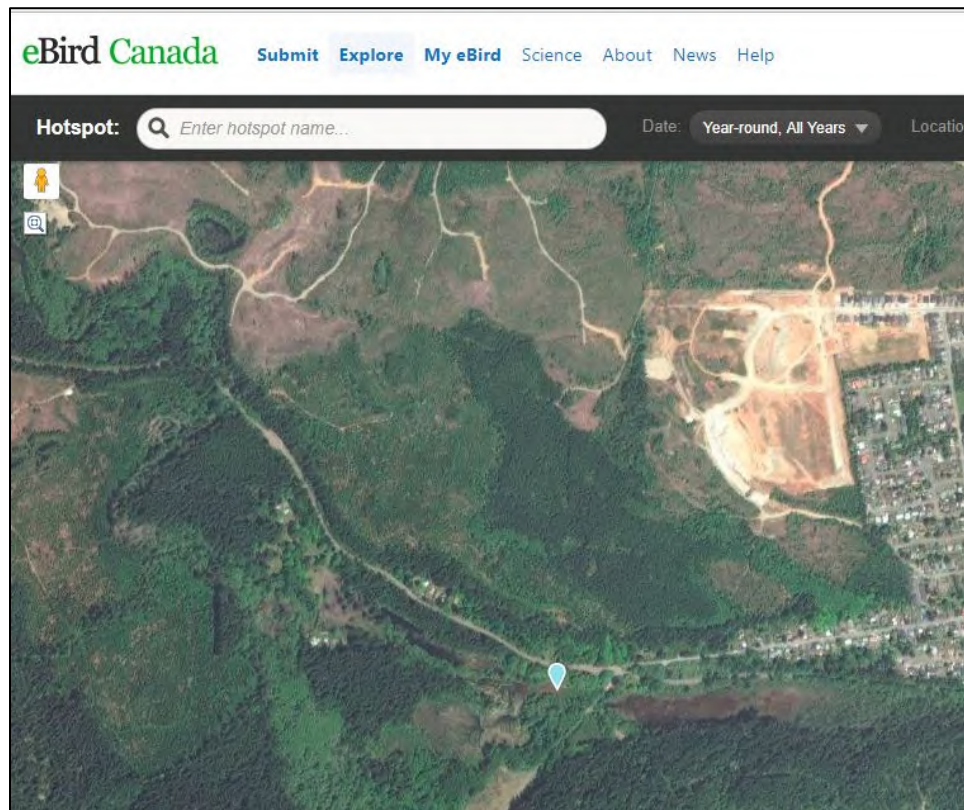 eBird Canada Submit Explore My eBird Science About News Help
Hotspot: Enter hotspot name... Date: Year-round, All Years Locatio